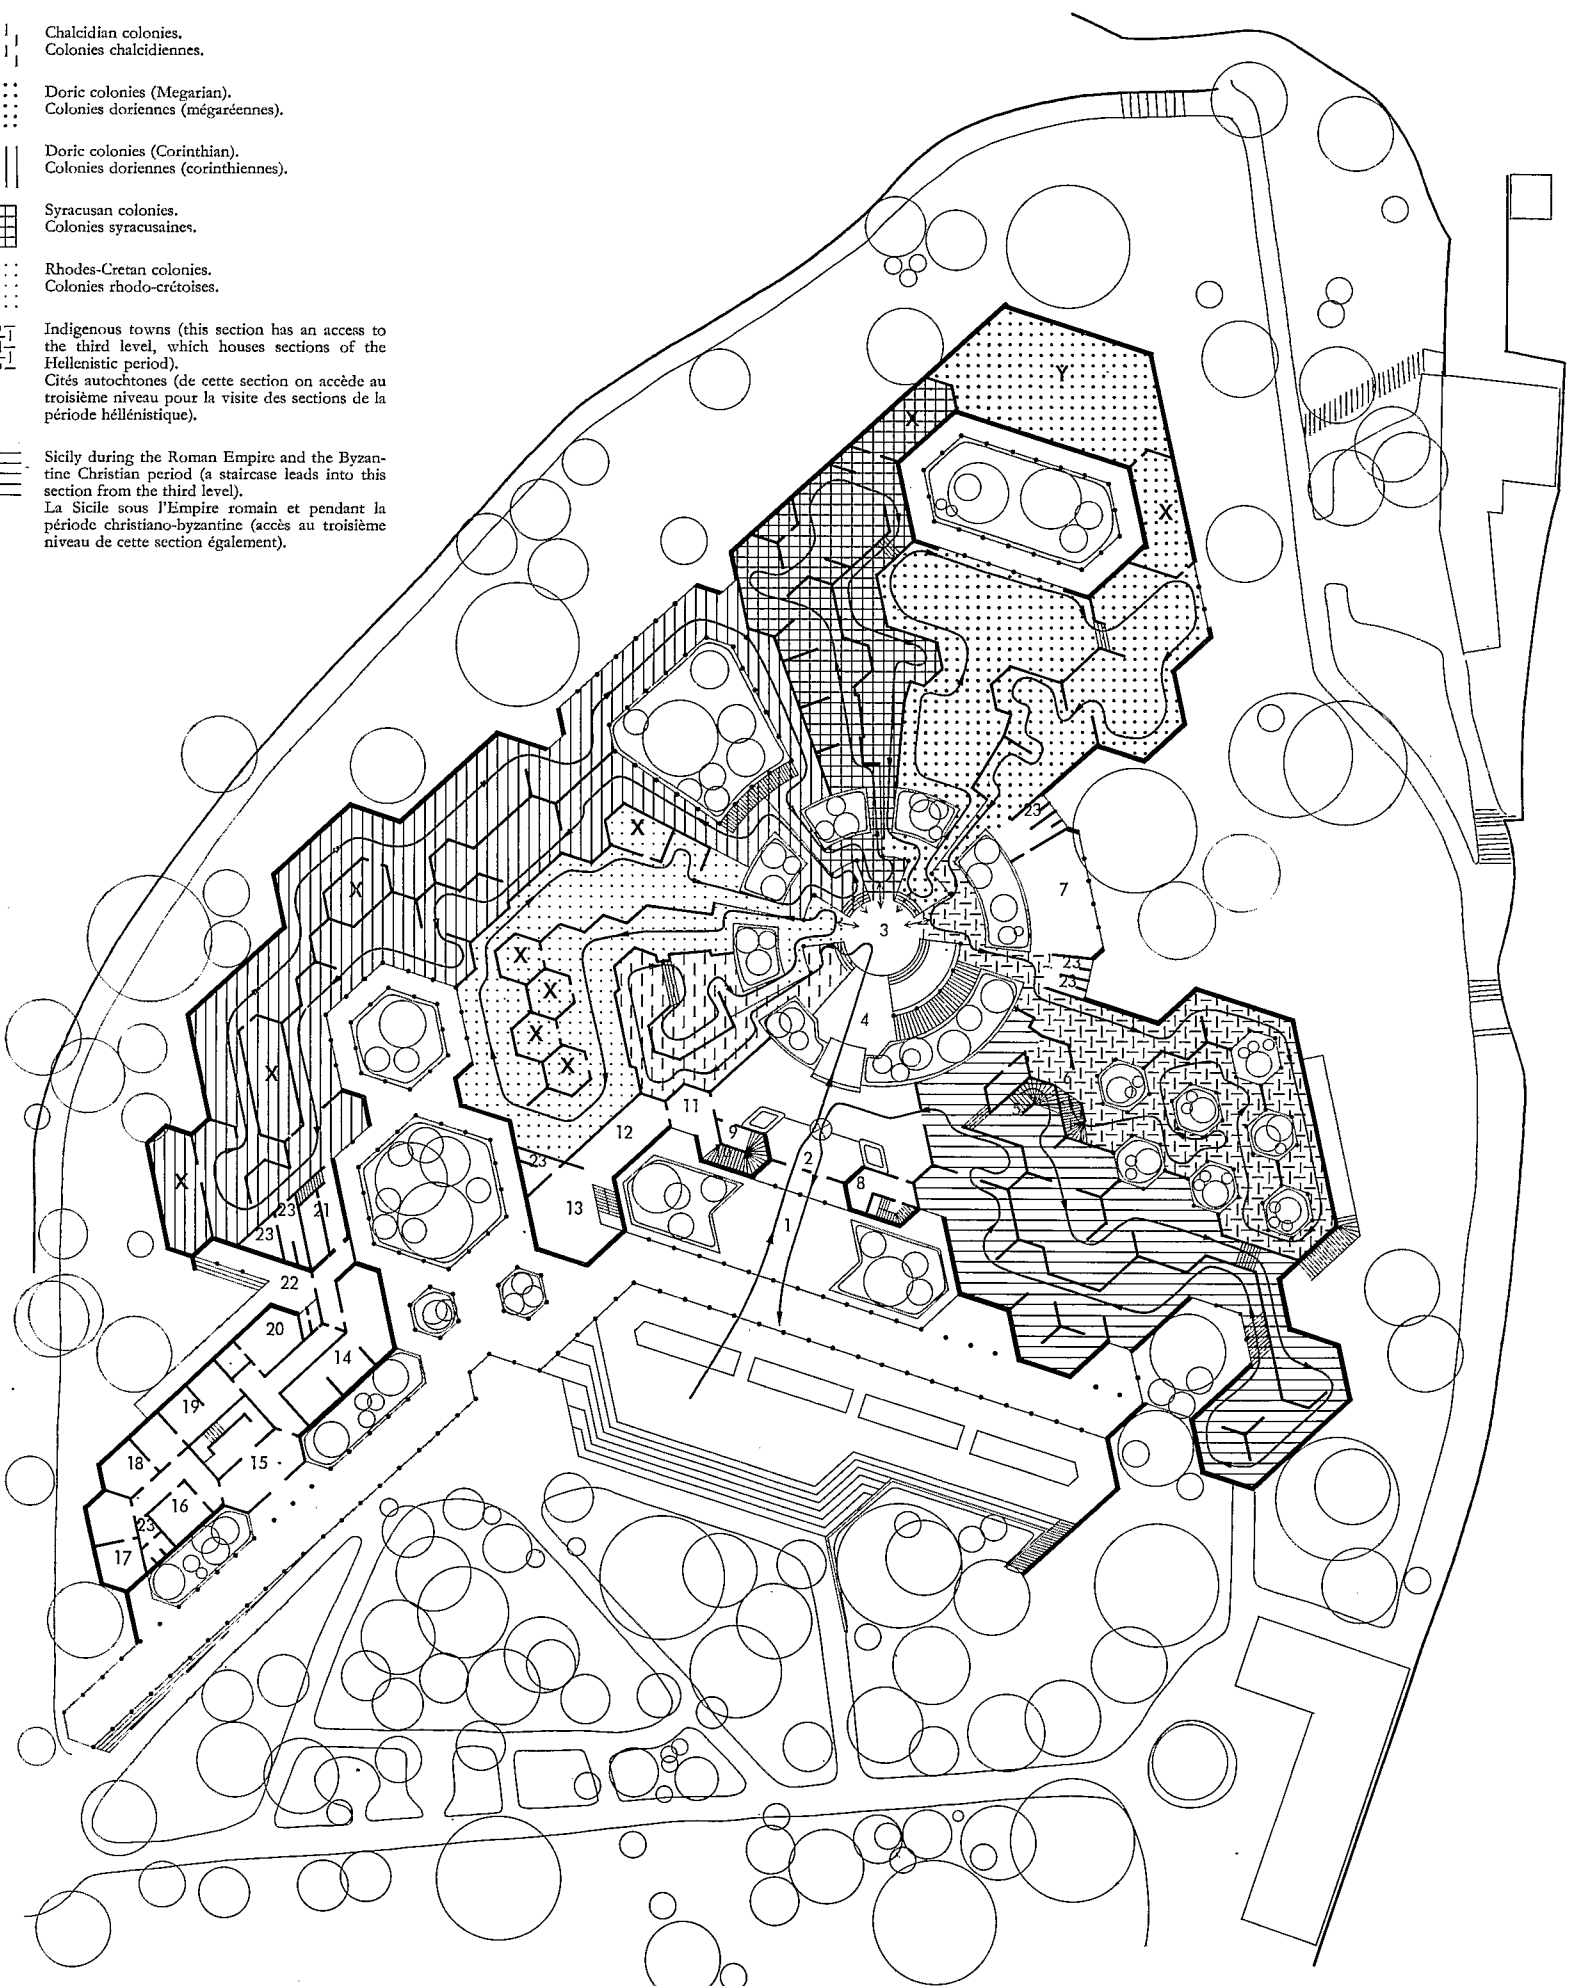 Chalcidian colonies.
Colonies chalcidiennes.
Doric colonies (Megarian).
Colonies doriennes (mégaréennes).
Doric colonies (Corinthian).
Colonies doriennes (corinthiennes).
Syracusan colonies.
Colonies syracusaines.
Rhodes-Cretan colonies.
Colonies rhodo-crétoises.
Indigenous towns (this section has an access to
the third level, which houses sections of the
Hellenistic period).
Cités autochtones (de cette section on accède au
troisième niveau pour la visite des sections de la
période héllénistique).
Sicily during the Roman Empire and the Byzan-
tine Christian period (a staircase leads into this
section from the third level).
La Sicile sous l'Empire romain et pendant la
période christiano-byzantine (accès au troisième
niveau de cette section également).
Y
X
X
X
23
7
X
3
X
X
X
X
X
23
23
4
X
5
11
12
9
2
23
8
X
13
1
23
21
23
22
20
14
19
18
15
16
23
17